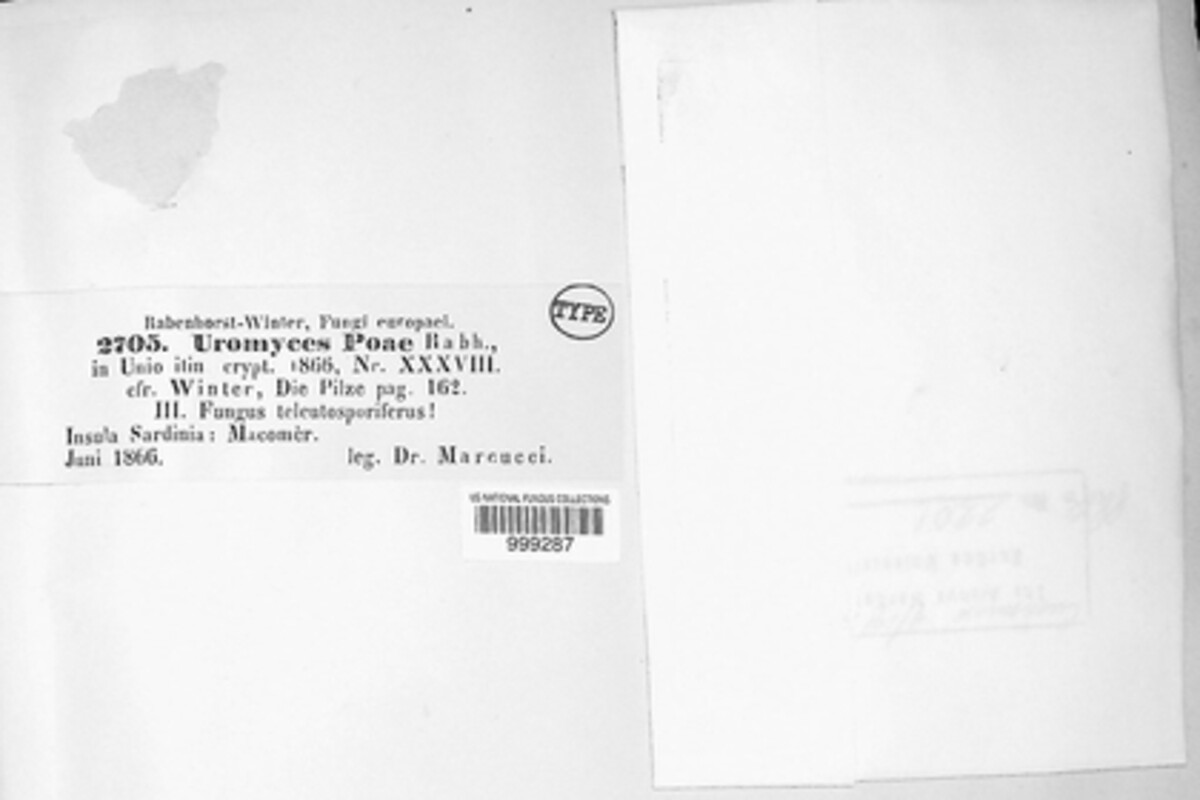 Rabenhorst-Winter, Fungi europaei.
2705. Uromyces Poae Rabh.,
in Unio itin crypt. 1866, Nr. XXXVIII.
cfr. Winter, Die Pilze pag. 162.
III. Fungus teleutosporiferus!
Insula Sardinia: Macomèr.
Juni 1866. leg. Dr. Marcucci.
TYPE
US NATIONAL FUNGUS COLLECTIONS
999287